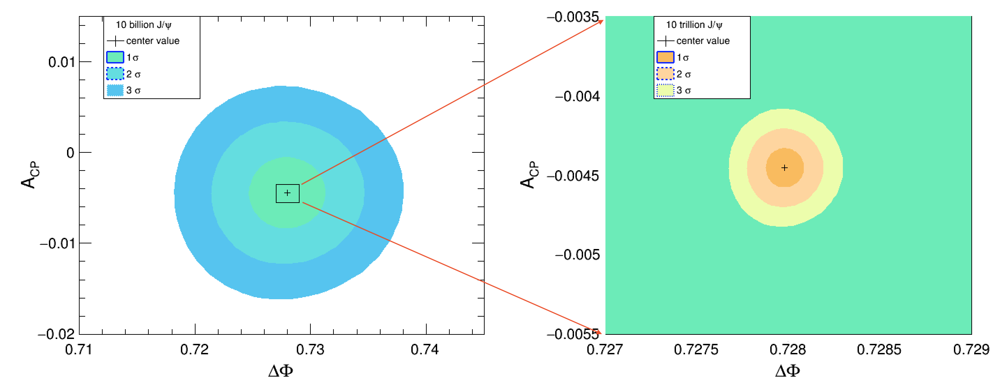 10 billion J/ψ
center value
1σ
2 σ
3 σ
0.01
0
−0.01
−0.02
A_CP
0.71
0.72
0.73
0.74
ΔΦ
10 trillion J/ψ
center value
1σ
2 σ
3 σ
−0.0035
−0.004
−0.0045
−0.005
−0.0055
A_CP
0.727
0.7275
0.728
0.7285
0.729
ΔΦ